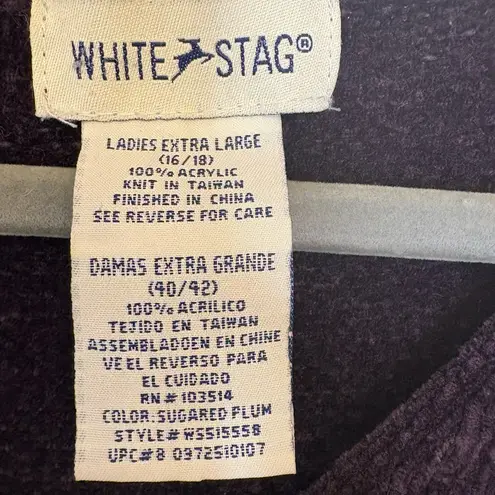 WHITE STAG®
LADIES EXTRA LARGE
(16/18)
100% ACRYLIC
KNIT IN TAIWAN
FINISHED IN CHINA
SEE REVERSE FOR CARE
DAMAS EXTRA GRANDE
(40/42)
100% ACRILICO
TEJIDO EN TAIWAN
ASSEMBLADOEN EN CHINE
VE EL REVERSO PARA
EL CUIDADO
RN# 103514
COLOR: SUGARED PLUM
STYLE# WS515558
UPC#8 0372510107